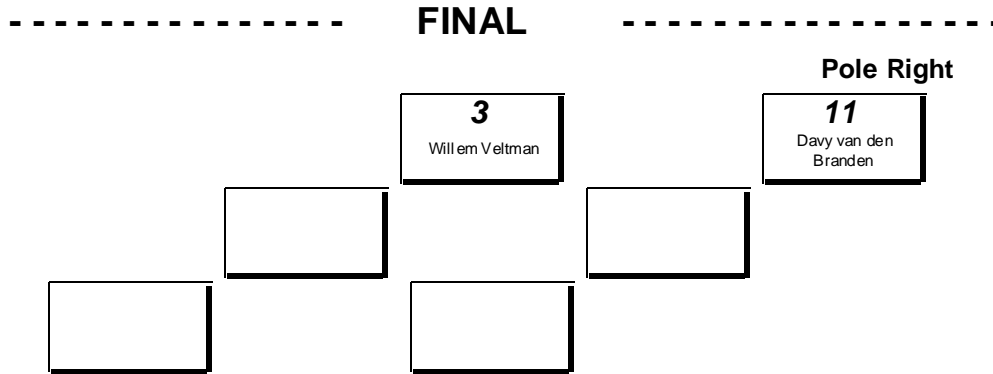 - - - - - - - - - - - - - - - FINAL - - - - - - - - - - - - - - - - -
Pole Right
3
Willem Veltman
11
Davy van den
Branden